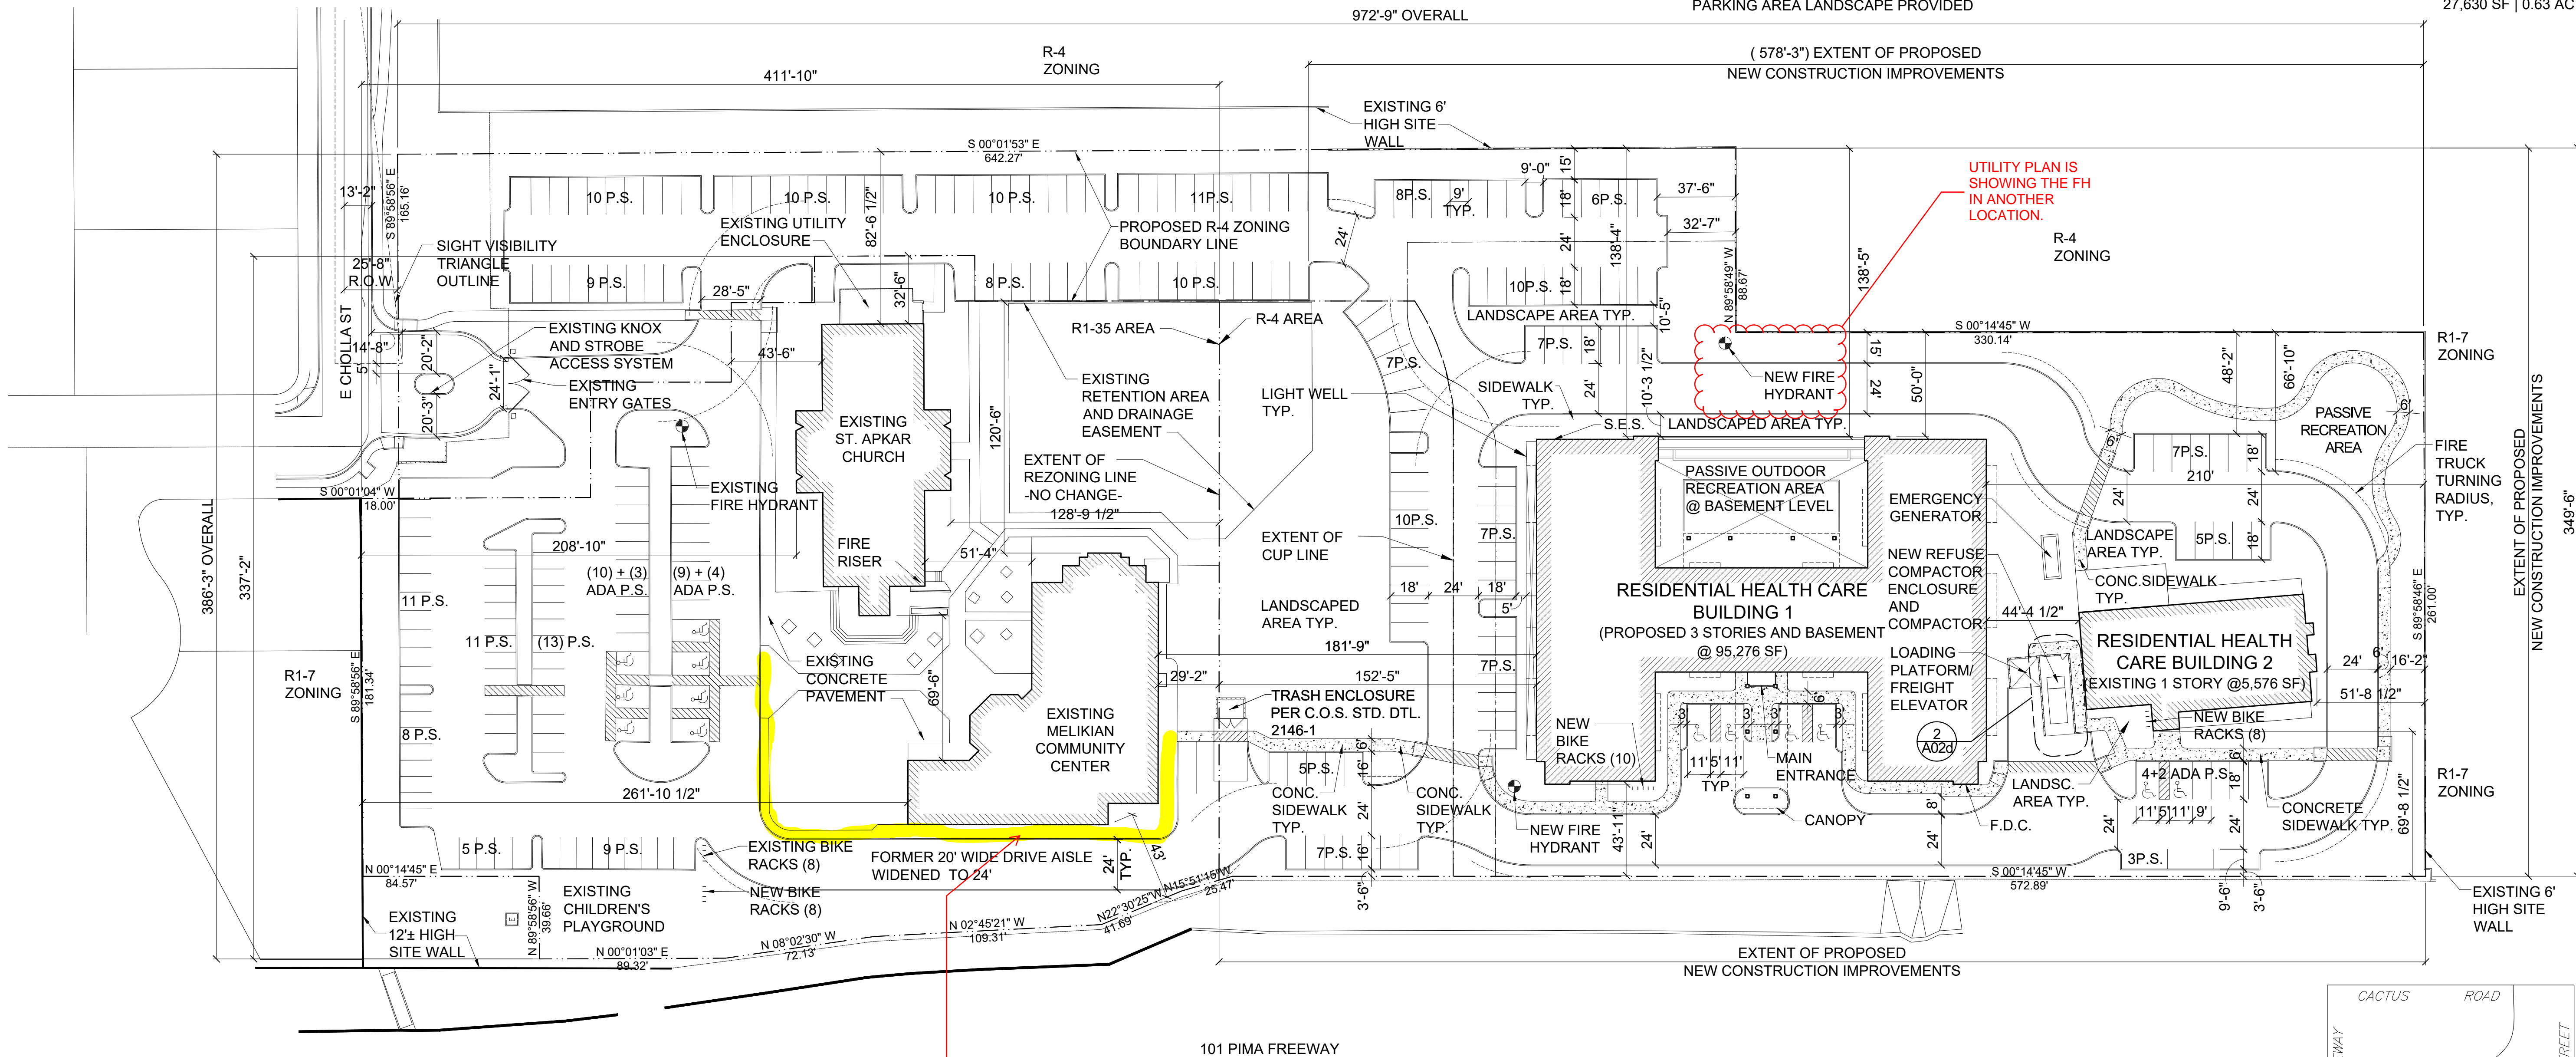 PARKING AREA LANDSCAPE PROVIDED
27,630 SF | 0.63 AC
972'-9" OVERALL
R-4
ZONING
( 578'-3") EXTENT OF PROPOSED
NEW CONSTRUCTION IMPROVEMENTS
411'-10"
EXISTING 6'
HIGH SITE
WALL
S 00°01'53" E
642.27'
13'-2"
S 89°58'56" E
165.16'
10 P.S.
10 P.S.
10 P.S.
11P.S.
8P.S.
9'
TYP.
9'-0"
15'
18'
6P.S.
37'-6"
32'-7"
UTILITY PLAN IS
SHOWING THE FH
IN ANOTHER
LOCATION.
R-4
ZONING
EXISTING UTILITY
ENCLOSURE
82'-6 1/2"
PROPOSED R-4 ZONING
BOUNDARY LINE
24'
24'
138'-4"
N 89°58'49" W
88.67'
138'-5"
SIGHT VISIBILITY
TRIANGLE
OUTLINE
25'-8"
R.O.W
9 P.S.
28'-5"
32'-6"
8 P.S.
10 P.S.
10P.S.
18'
LANDSCAPE AREA TYP.
10'-5"
E CHOLLA ST
14'-8"
5'
20'-2"
24'-1"
20'-3"
EXISTING KNOX
AND STROBE
ACCESS SYSTEM
EXISTING
ENTRY GATES
43'-6"
R1-35 AREA
R-4 AREA
7P.S.
7P.S.
18'
24'
10'-3 1/2"
NEW FIRE
HYDRANT
15'
24'
50'-0"
S 00°14'45" W
330.14'
48'-2"
66'-10"
R1-7
ZONING
EXISTING
RETENTION AREA
AND DRAINAGE
EASEMENT
LIGHT WELL
TYP.
SIDEWALK
TYP.
S.E.S.
LANDSCAPED AREA TYP.
PASSIVE
RECREATION
AREA
6'
6'
EXISTING
ST. APKAR
CHURCH
120'-6"
EXTENT OF
REZONING LINE
-NO CHANGE-
128'-9 1/2"
EXISTING
FIRE HYDRANT
PASSIVE OUTDOOR
RECREATION AREA
@ BASEMENT LEVEL
EMERGENCY
GENERATOR
7P.S.
18'
210'
24'
24'
5P.S.
18'
FIRE
TRUCK
TURNING
RADIUS,
TYP.
EXTENT OF PROPOSED
NEW CONSTRUCTION IMPROVEMENTS
349'-6"
S 00°01'04" W
18.00'
386'-3" OVERALL
337'-2"
208'-10"
FIRE
RISER
51'-4"
EXTENT OF
CUP LINE
10P.S.
7P.S.
18'
24'
18'
5'
NEW REFUSE
COMPACTOR
ENCLOSURE
AND
COMPACTOR
LANDSCAPE
AREA TYP.
CONC.SIDEWALK
TYP.
44'-4 1/2"
11 P.S.
(10) + (3)
ADA P.S.
(9) + (4)
ADA P.S.
11 P.S.
(13) P.S.
LANDSCAPED
AREA TYP.
RESIDENTIAL HEALTH CARE
BUILDING 1
(PROPOSED 3 STORIES AND BASEMENT
@ 95,276 SF)
RESIDENTIAL HEALTH
CARE BUILDING 2
(EXISTING 1 STORY @5,576 SF)
S 89°58'46" E
261.00'
R1-7
ZONING
S 89°58'56" E
181.34'
EXISTING
CONCRETE
PAVEMENT
69'-6"
181'-9"
29'-2"
152'-5"
7P.S.
LOADING
PLATFORM/
FREIGHT
ELEVATOR
24'
6'
16'-2"
51'-8 1/2"
TRASH ENCLOSURE
PER C.O.S. STD. DTL.
2146-1
8 P.S.
EXISTING
MELIKIAN
COMMUNITY
CENTER
NEW
BIKE
RACKS (10)
3'
3'
3'
3'
6'
11'
5'
11'
TYP.
MAIN
ENTRANCE
2
A02d
NEW BIKE
RACKS (8)
261'-10 1/2"
5P.S.
6'
16'
24'
CONC.
SIDEWALK
TYP.
CONC.
SIDEWALK
TYP.
LANDSC.
AREA TYP.
4+2 ADA P.S.
6'
18'
11'
5'
11'
9'
24'
24'
R1-7
ZONING
CONCRETE
SIDEWALK TYP.
69'-8 1/2"
NEW FIRE
HYDRANT
43'-11"
24'
CANOPY
8'
24'
F.D.C.
5 P.S.
9 P.S.
EXISTING BIKE
RACKS (8)
FORMER 20' WIDE DRIVE AISLE
WIDENED TO 24'
24'
TYP.
43'
7P.S.
16'
3P.S.
N 00°14'45" E
84.57'
N 89°58'56" W
39.66'
EXISTING
CHILDREN'S
PLAYGROUND
E
NEW BIKE
RACKS (8)
N22°30'25"W
41.69'
N15°51'15"W
25.47'
3'-6"
S 00°14'45" W
572.89'
9'-6"
3'-6"
EXISTING 6'
HIGH SITE
WALL
EXISTING
12'± HIGH
SITE WALL
N 00°01'03" E
89.32'
N 08°02'30" W
72.13'
N 02°45'21" W
109.31'
EXTENT OF PROPOSED
NEW CONSTRUCTION IMPROVEMENTS
CACTUS ROAD
101 PIMA FREEWAY